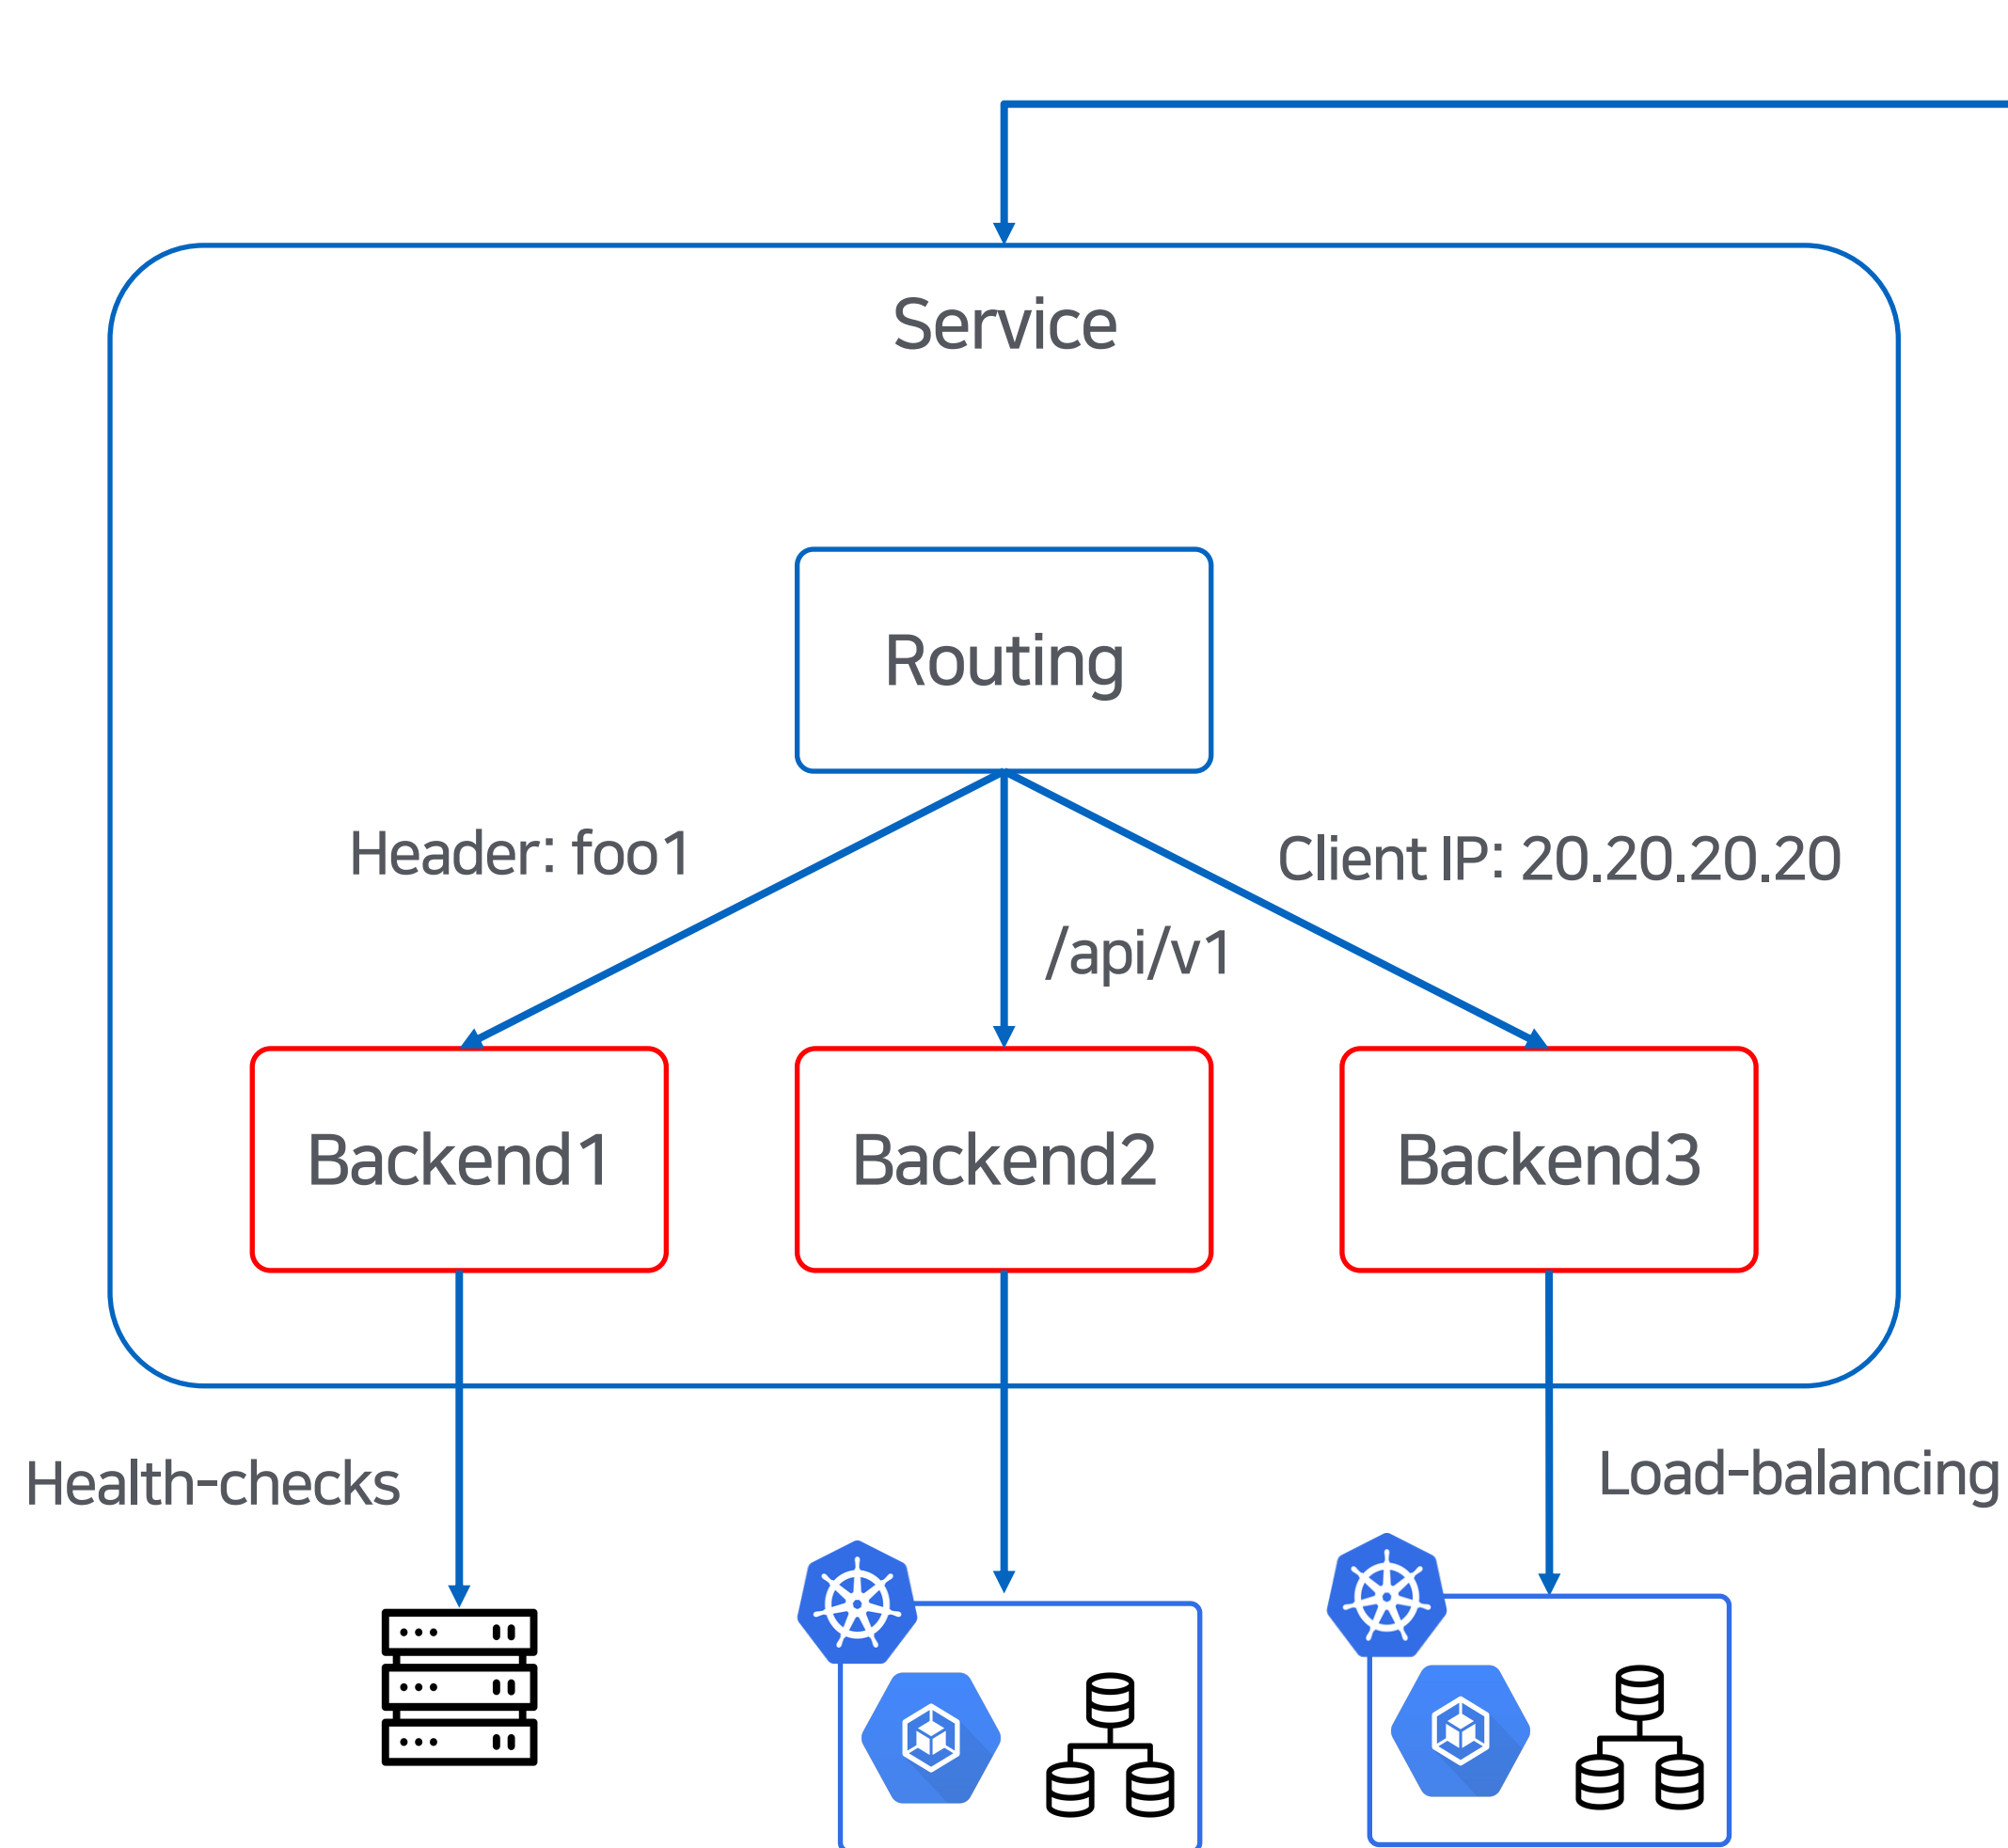 Service
Routing
Header: foo1
Client IP: 20.20.20.20
/api/v1
Backend1
Backend2
Backend3
Health-checks
Load-balancing